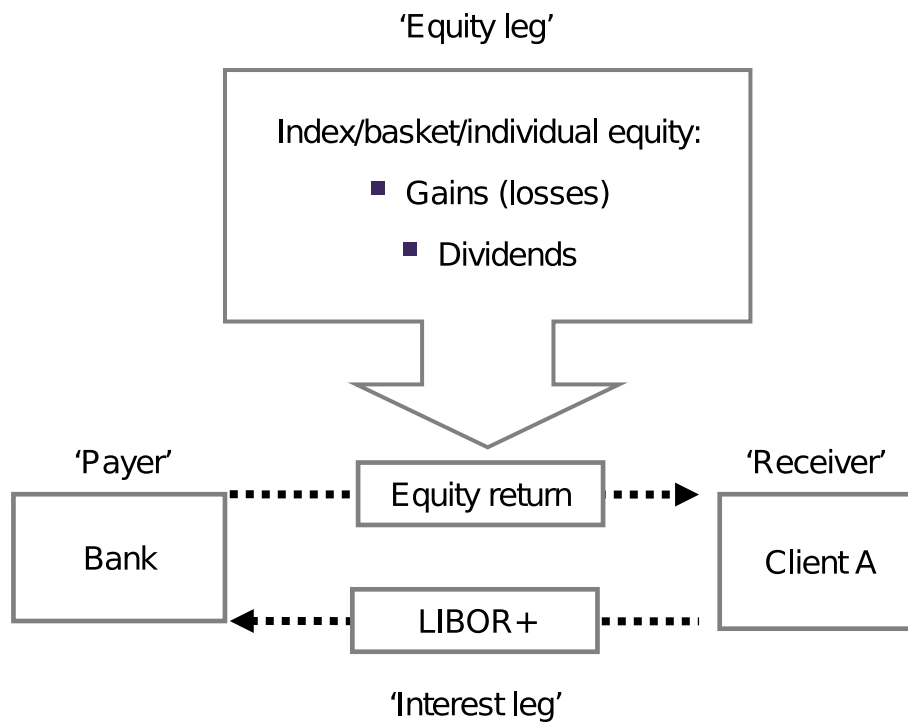 ‘Equity leg’
Index/basket/individual equity:
▪ Gains (losses)
▪ Dividends
‘Payer’
‘Receiver’
Equity return
Bank
Client A
LIBOR+
‘Interest leg’